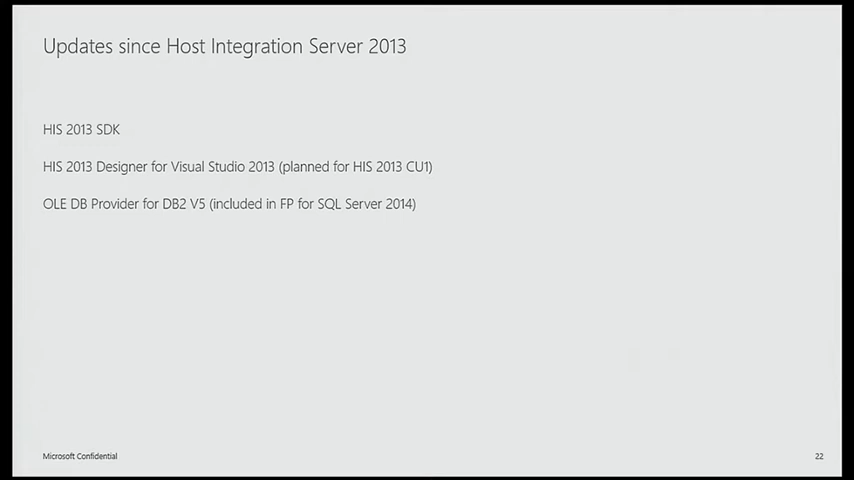 Updates since Host Integration Server 2013
HIS 2013 SDK
HIS 2013 Designer for Visual Studio 2013 (planned for HIS 2013 CU1)
OLE DB Provider for DB2 V5 (included in FP for SQL Server 2014)
Microsoft Confidential
22